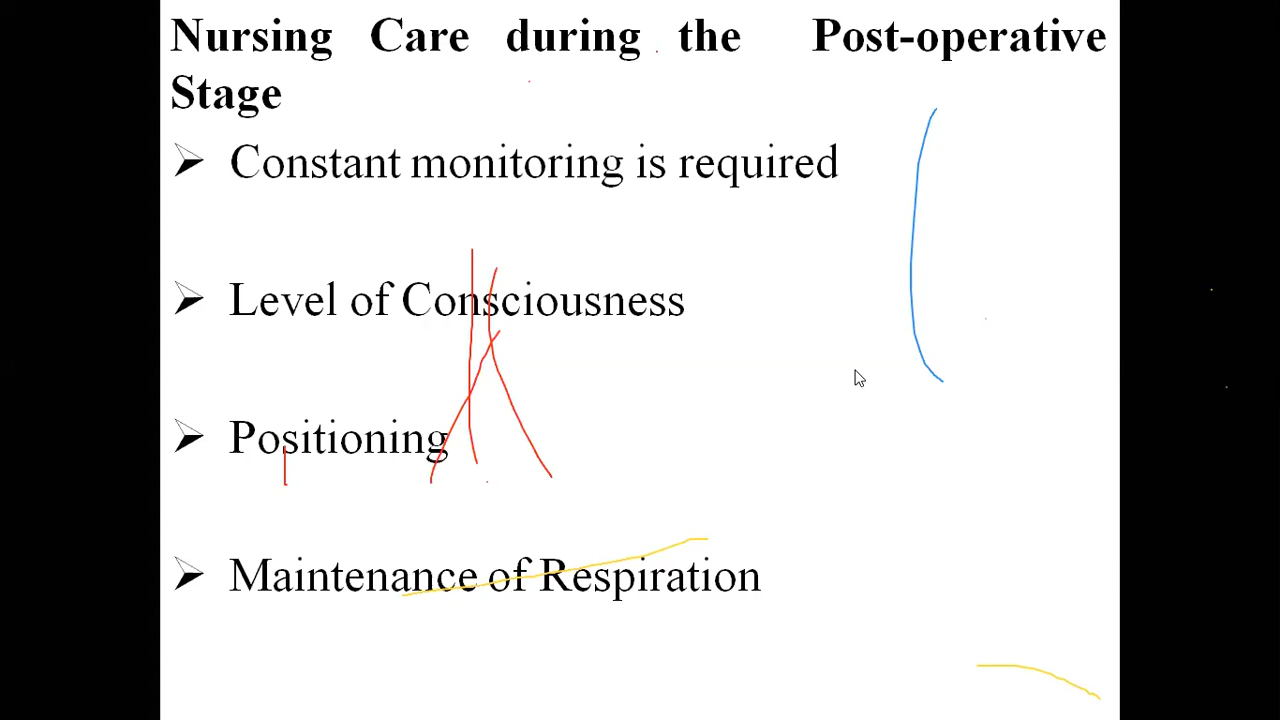 Nursing Care during the Post-operative
Stage
➢ Constant monitoring is required
➢ Level of Consciousness
➢ Positioning
➢ Maintenance of Respiration